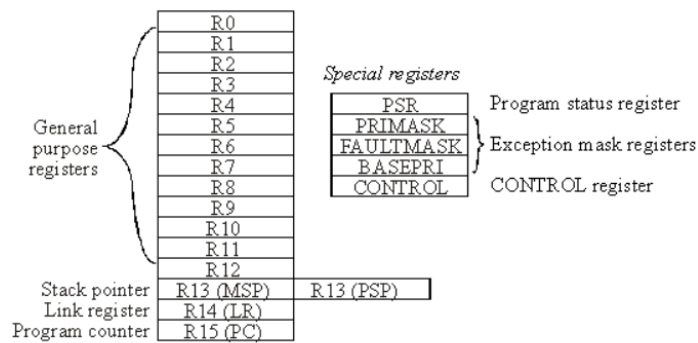 R0
R1
R2
R3
R4
R5
R6
R7
R8
R9
R10
R11
R12
General
purpose
registers
Stack pointer R13 (MSP) R13 (PSP)
Link register R14 (LR)
Program counter R15 (PC)
Special registers
PSR Program status register
PRIMASK
FAULTMASK
BASEPRI
Exception mask registers
CONTROL CONTROL register